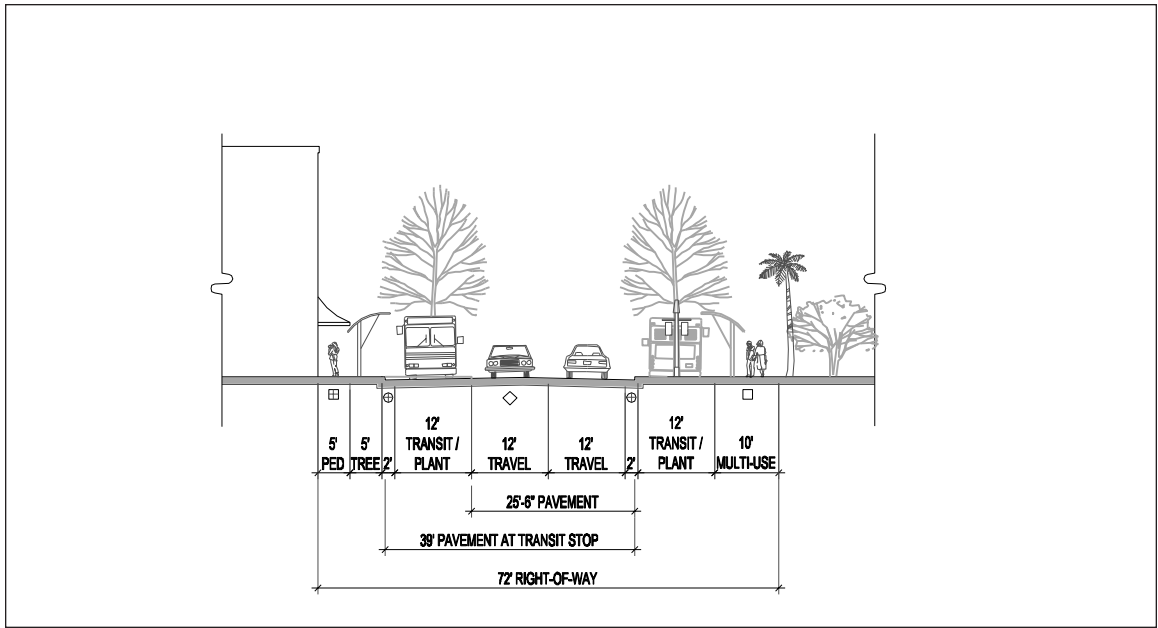 5'
PED
5'
TREE
2'
12'
TRANSIT /
PLANT
12'
TRAVEL
12'
TRAVEL
2'
12'
TRANSIT /
PLANT
10'
MULTI-USE
25'-6" PAVEMENT
39' PAVEMENT AT TRANSIT STOP
72' RIGHT-OF-WAY